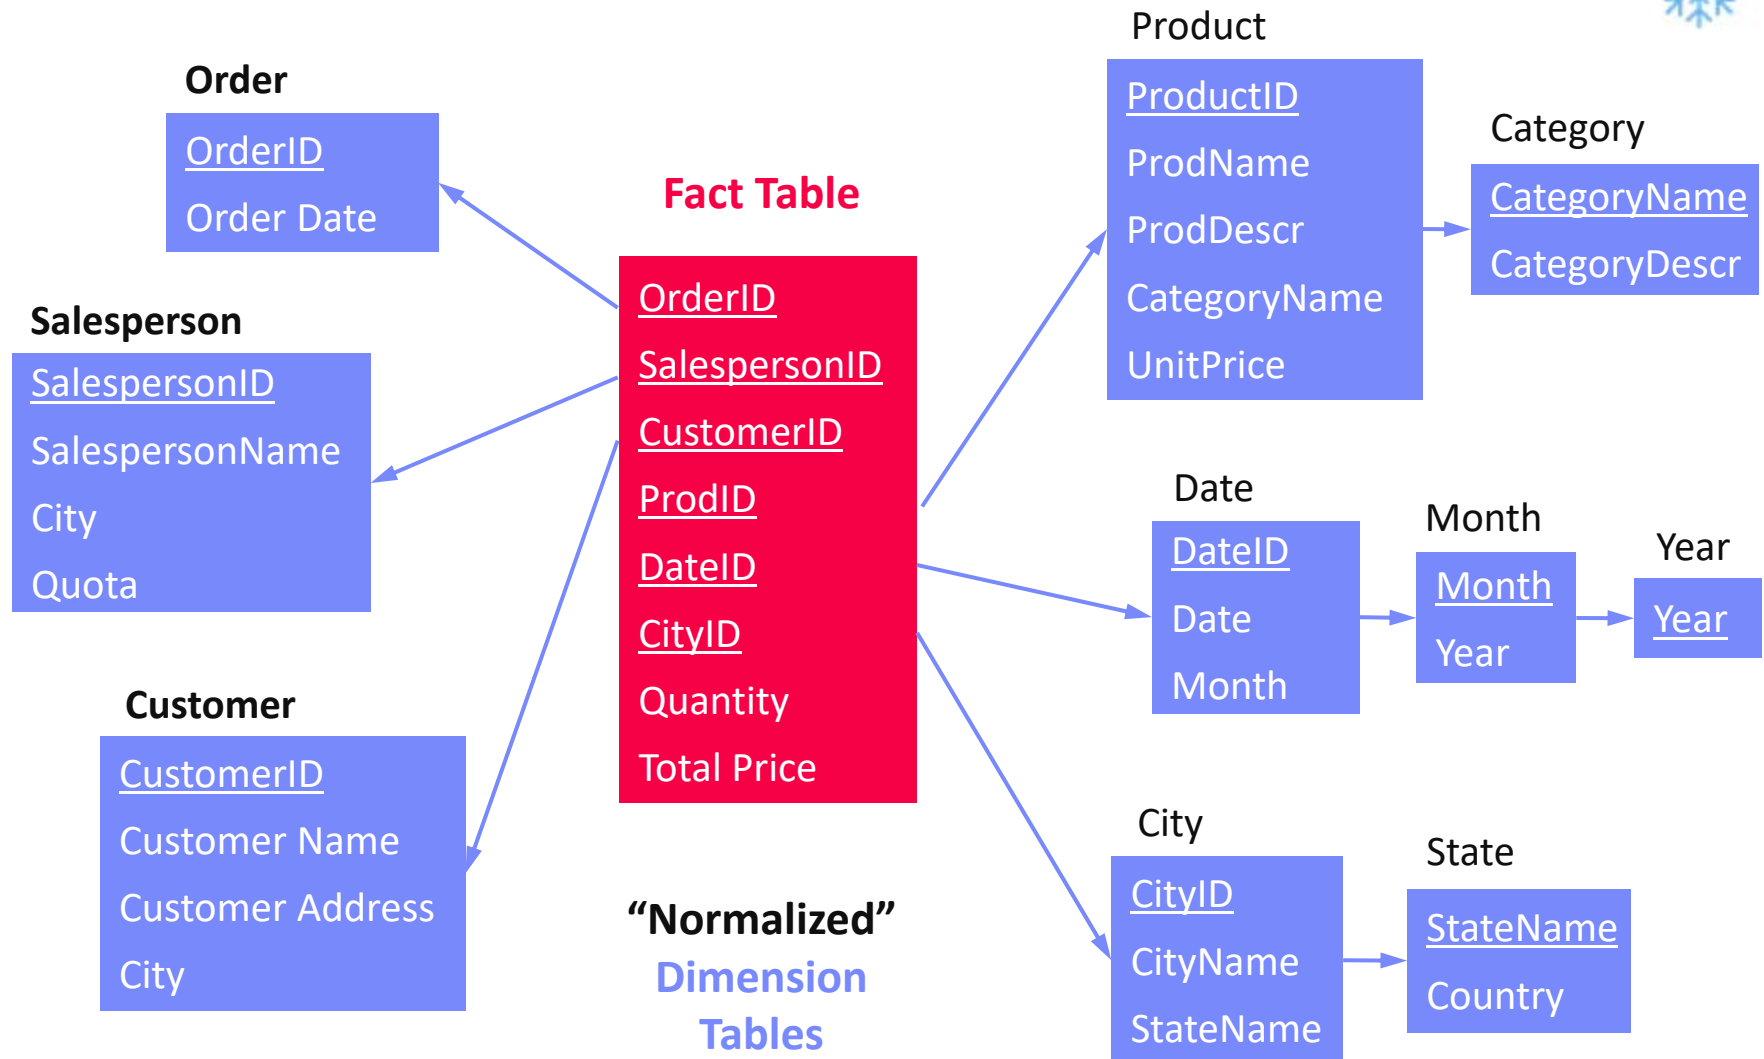 Order
OrderID
Order Date
Salesperson
SalespersonID
SalespersonName
City
Quota
Customer
CustomerID
Customer Name
Customer Address
City
Fact Table
OrderID
SalespersonID
CustomerID
ProdID
DateID
CityID
Quantity
Total Price
“Normalized”
Dimension
Tables
Product
ProductID
ProdName
ProdDescr
CategoryName
UnitPrice
Category
CategoryName
CategoryDescr
Date
DateID
Date
Month
Month
Month
Year
Year
Year
City
CityID
CityName
StateName
State
StateName
Country